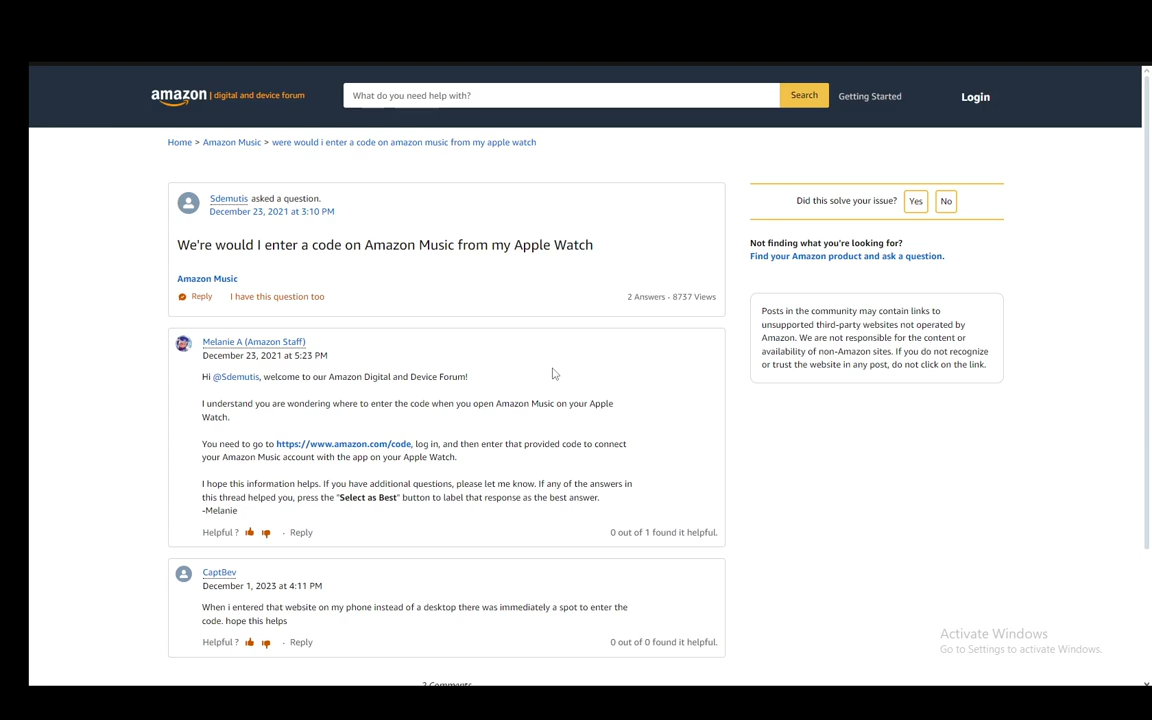 amazon | digital and device forum
What do you need help with?
Search
Getting Started
Login
Home > Amazon Music > were would i enter a code on amazon music from my apple watch
Sdemutis asked a question.
December 23, 2021 at 3:10 PM
We're would I enter a code on Amazon Music from my Apple Watch
Amazon Music
Reply I have this question too
2 Answers - 8737 Views
Melanie A (Amazon Staff)
December 23, 2021 at 5:23 PM
Hi @Sdemutis, welcome to our Amazon Digital and Device Forum!
I understand you are wondering where to enter the code when you open Amazon Music on your Apple
Watch.
You need to go to https://www.amazon.com/code, log in, and then enter that provided code to connect
your Amazon Music account with the app on your Apple Watch.
I hope this information helps. If you have additional questions, please let me know. If any of the answers in
this thread helped you, press the "Select as Best" button to label that response as the best answer.
-Melanie
Helpful ? · Reply
0 out of 1 found it helpful.
CaptBev
December 1, 2023 at 4:11 PM
When i entered that website on my phone instead of a desktop there was immediately a spot to enter the
code. hope this helps
Helpful ? · Reply
0 out of 0 found it helpful.
2 Comments
Did this solve your issue? Yes No
Not finding what you're looking for?
Find your Amazon product and ask a question.
Posts in the community may contain links to
unsupported third-party websites not operated by
Amazon. We are not responsible for the content or
availability of non-Amazon sites. If you do not recognize
or trust the website in any post, do not click on the link.
Activate Windows
Go to Settings to activate Windows.